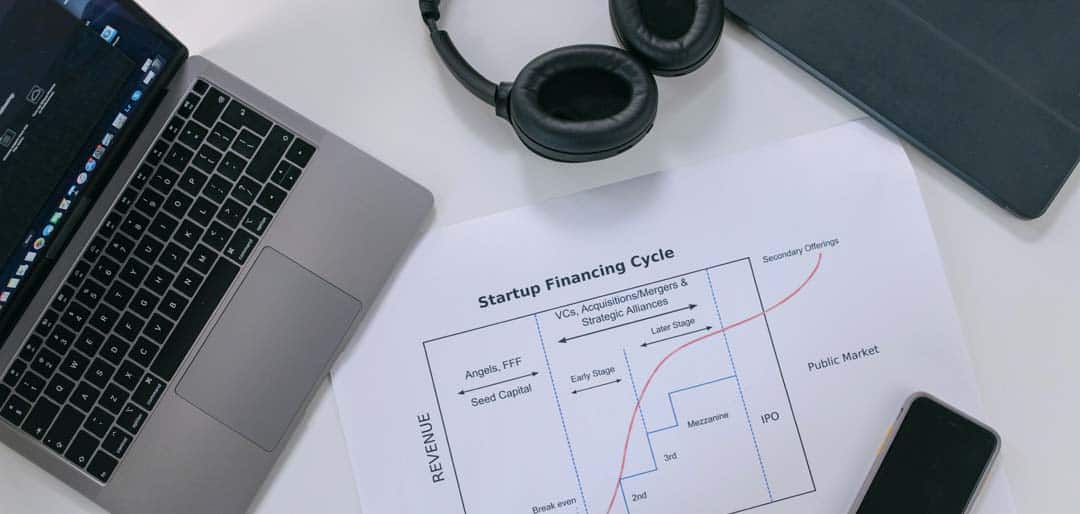 Startup Financing Cycle
VCs, Acquisitions/Mergers &
Strategic Alliances
Secondary Offerings
Later Stage
Angels, FFF
Seed Capital
Early Stage
Public Market
REVENUE
Mezzanine
IPO
3rd
2nd
Break even